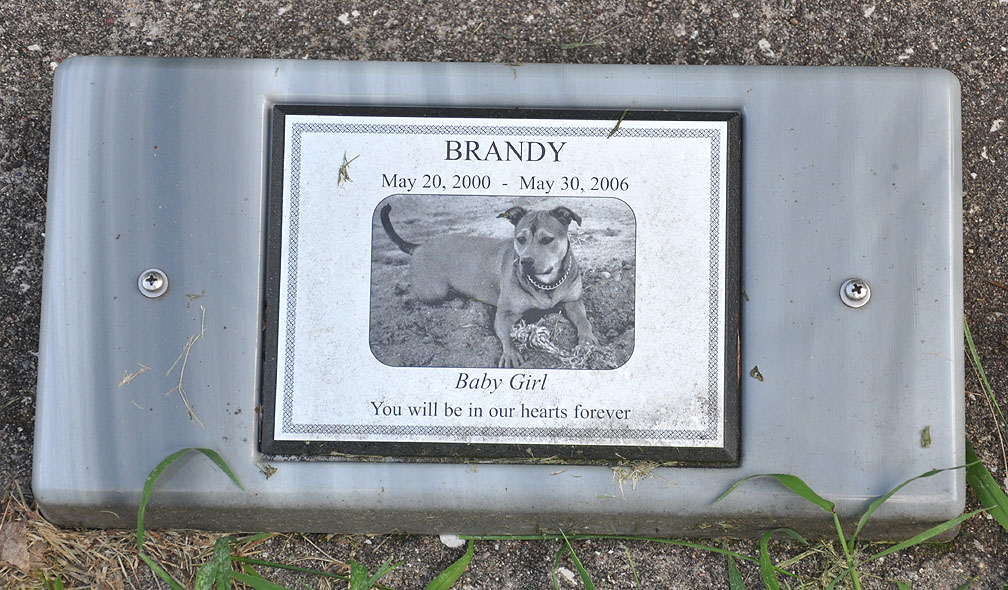 BRANDY
May 20, 2000 - May 30, 2006
Baby Girl
You will be in our hearts forever